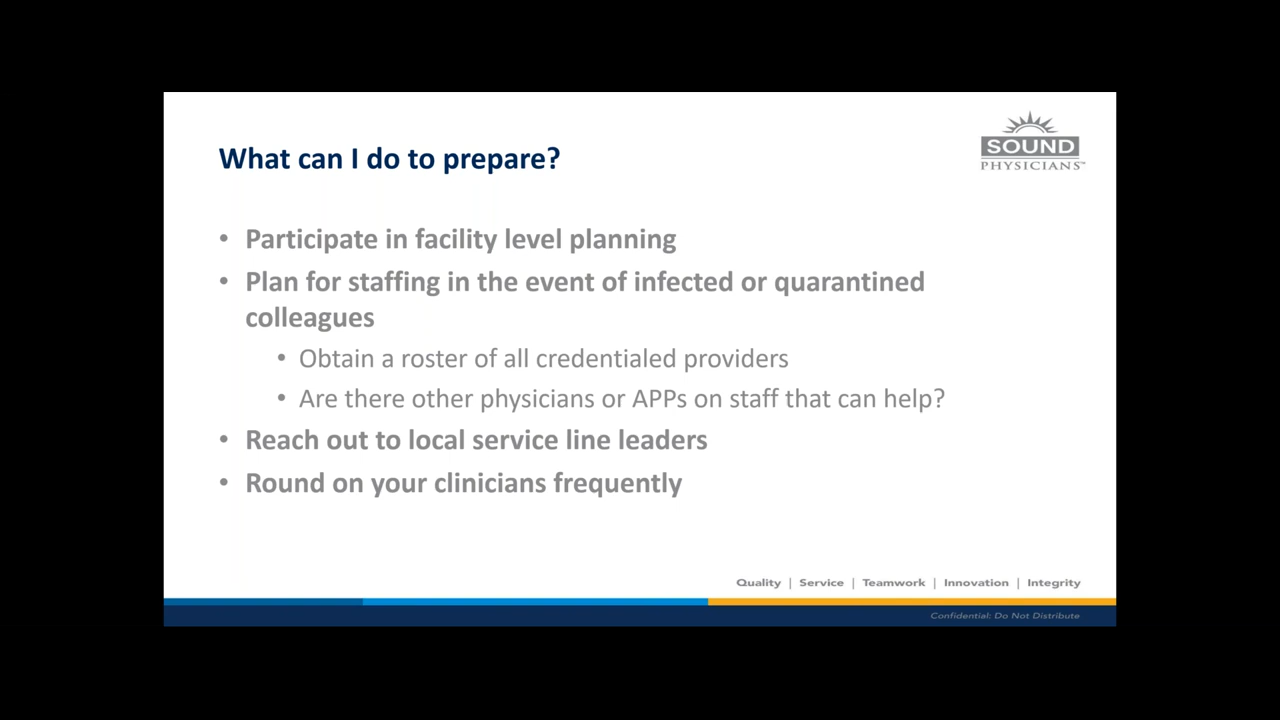 SOUND
PHYSICIANS™
What can I do to prepare?
• Participate in facility level planning
• Plan for staffing in the event of infected or quarantined
colleagues
• Obtain a roster of all credentialed providers
• Are there other physicians or APPs on staff that can help?
• Reach out to local service line leaders
• Round on your clinicians frequently
Quality | Service | Teamwork | Innovation | Integrity
Confidential: Do Not Distribute